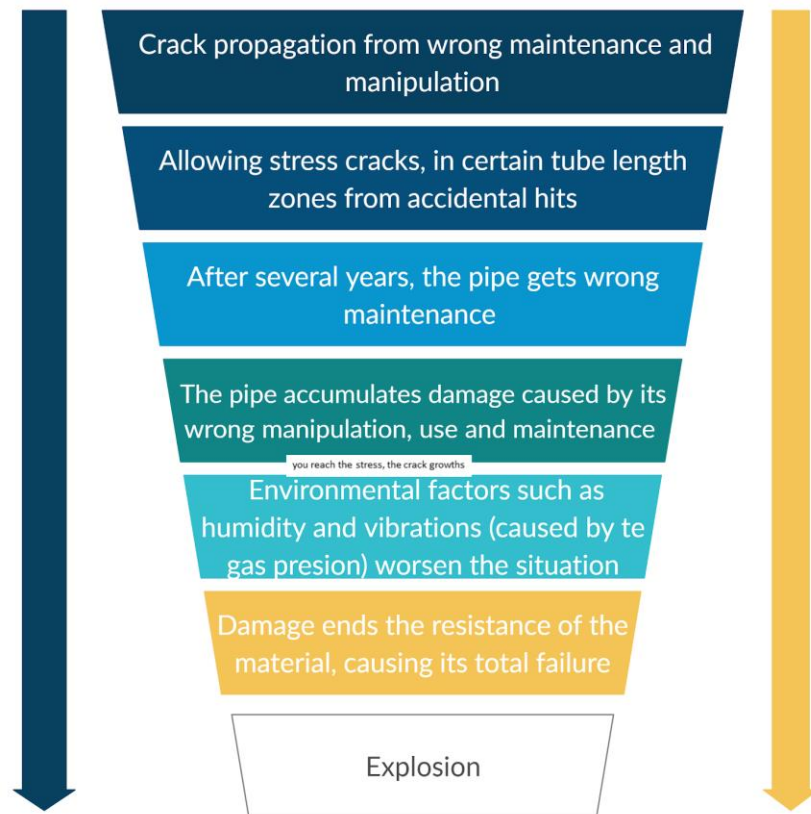 Crack propagation from wrong maintenance and
manipulation
Allowing stress cracks, in certain tube length
zones from accidental hits
After several years, the pipe gets wrong
maintenance
The pipe accumulates damage caused by its
wrong manipulation, use and maintenance
you reach the stress, the crack growths
Environmental factors such as
humidity and vibrations (caused by te
gas presion) worsen the situation
Damage ends the resistance of the
material, causing its total failure
Explosion